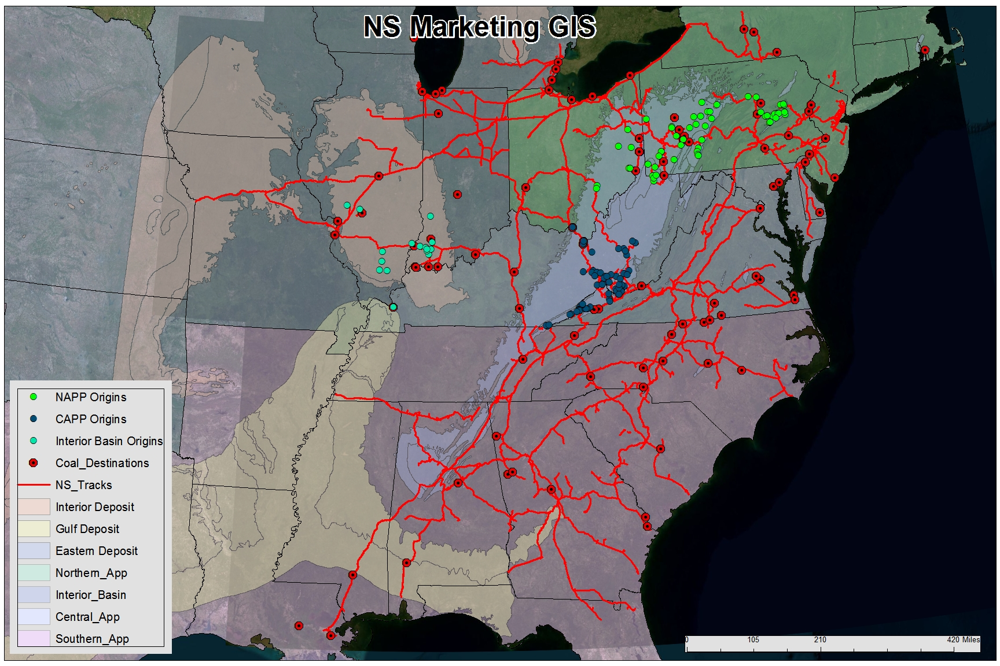 NS Marketing GIS
NAPP Origins
CAPP Origins
Interior Basin Origins
Coal_Destinations
NS_Tracks
Interior Deposit
Gulf Deposit
Eastern Deposit
Northern_App
Interior_Basin
Central_App
Southern_App
0 105 210 420 Miles